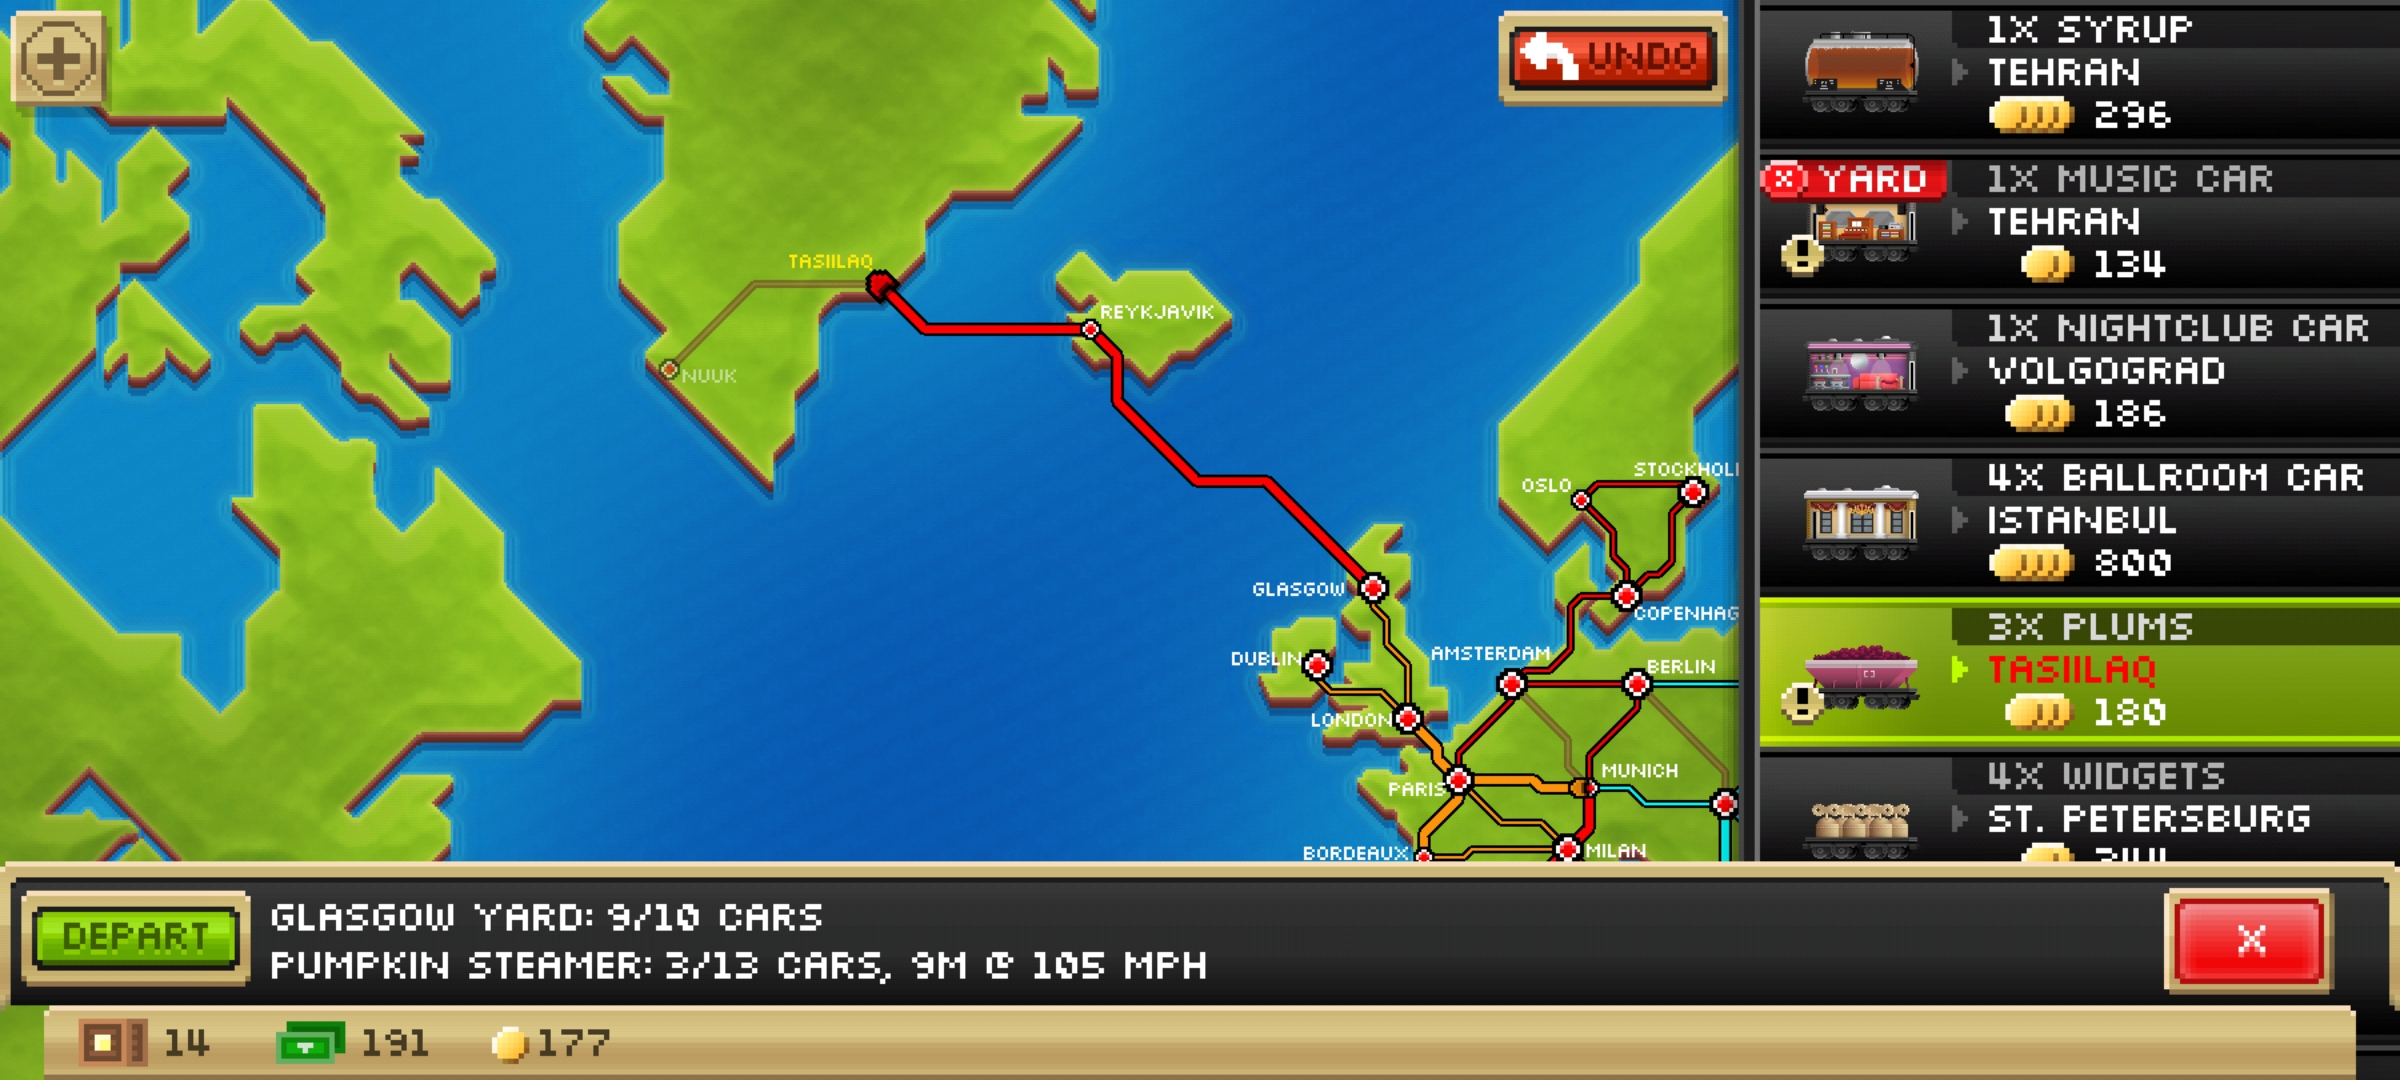 UNDO
TASIILAQ
REYKJAVIK
NUUK
OSLO
STOCKHOL
GLASGOW
COPENHAG
DUBLIN
AMSTERDAM
BERLIN
LONDON
MUNICH
PARIS
BORDEAUX
MILAN
1X SYRUP
TEHRAN
296
YARD
1X MUSIC CAR
TEHRAN
134
1X NIGHTCLUB CAR
VOLGOGRAD
186
4X BALLROOM CAR
ISTANBUL
800
3X PLUMS
TASIILAQ
180
4X WIDGETS
ST. PETERSBURG
DEPART
GLASGOW YARD: 9/10 CARS
PUMPKIN STEAMER: 3/13 CARS, 9M @ 105 MPH
X
14
191
177